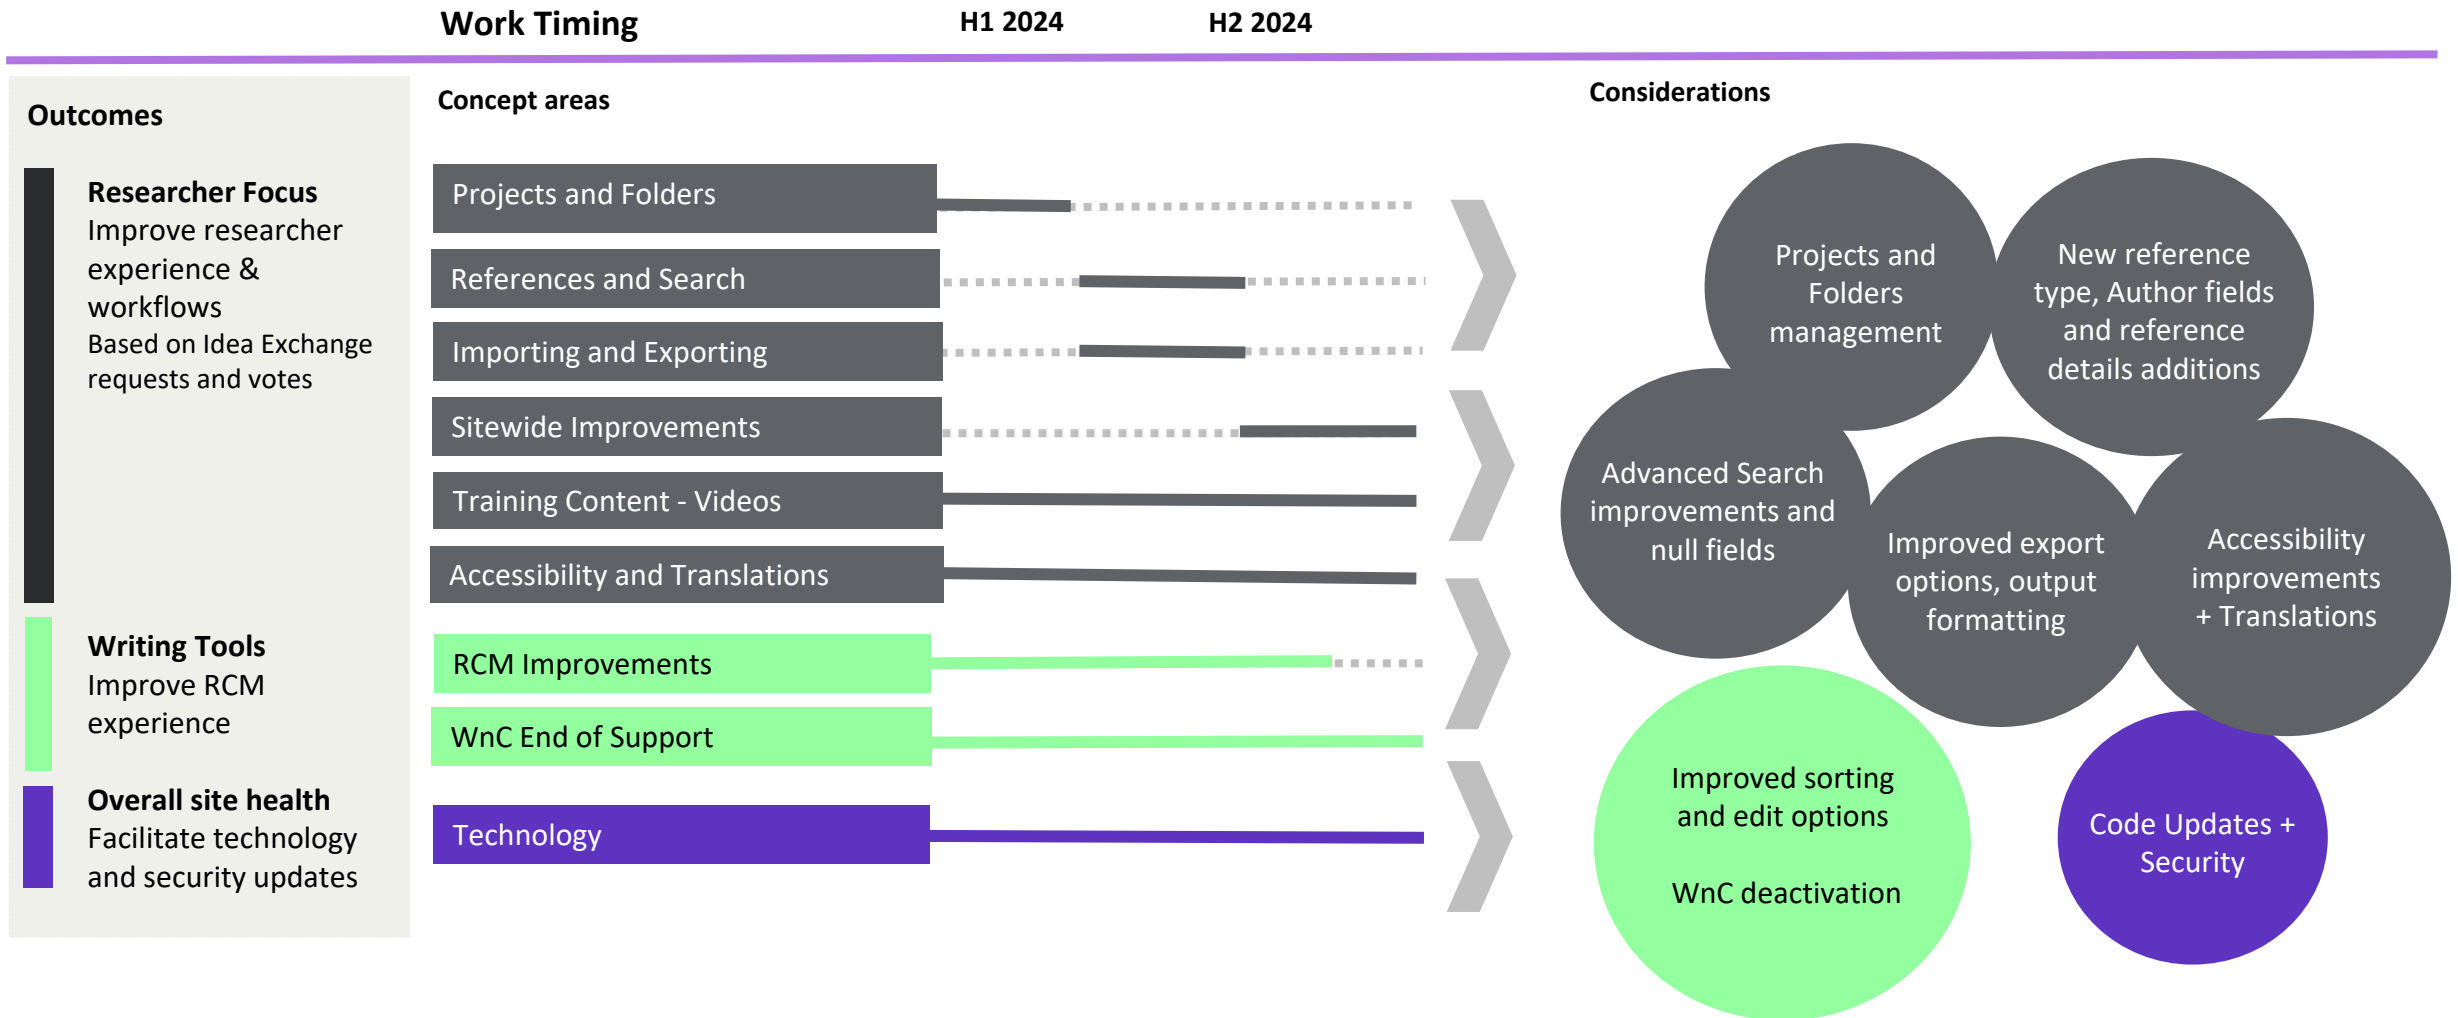 Work Timing
H1 2024
H2 2024
Outcomes
Researcher Focus
Improve researcher
experience &
workflows
Based on Idea Exchange
requests and votes
Writing Tools
Improve RCM
experience
Overall site health
Facilitate technology
and security updates
Concept areas
Projects and Folders
References and Search
Importing and Exporting
Sitewide Improvements
Training Content - Videos
Accessibility and Translations
RCM Improvements
WnC End of Support
Technology
Considerations
Projects and
Folders
management
New reference
type, Author fields
and reference
details additions
Advanced Search
improvements and
null fields
Improved export
options, output
formatting
Accessibility
improvements
+ Translations
Improved sorting
and edit options
WnC deactivation
Code Updates +
Security